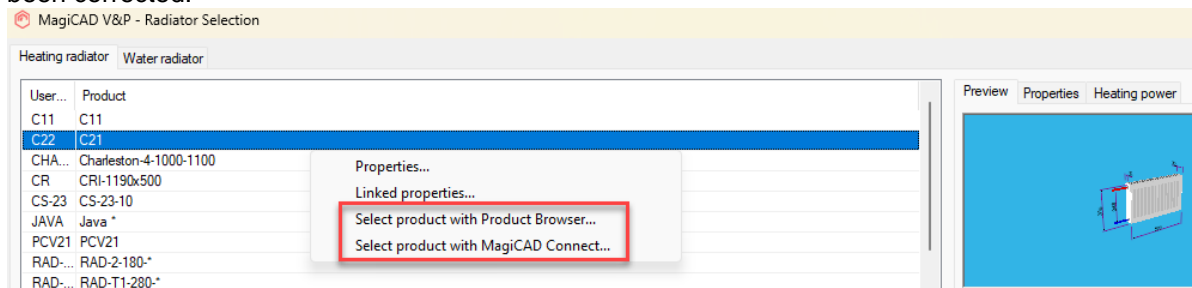 been corrected.
MagiCAD V&P - Radiator Selection
Heating radiator Water radiator
User... Product
Preview Properties Heating power
C11 C11
C22 C21
CHA... Charleston-4-1000-1100
CR CRI-1190x500
CS-23 CS-23-10
JAVA Java *
PCV21 PCV21
RAD-... RAD-2-180-*
RAD-... RAD-T1-280-*
Properties...
Linked properties...
Select product with Product Browser...
Select product with MagiCAD Connect...